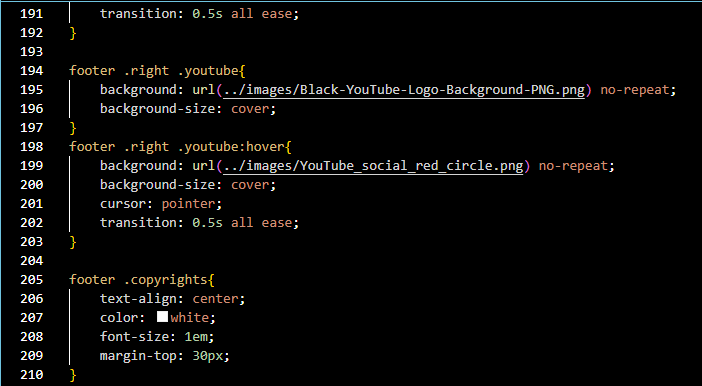 191 transition: 0.5s all ease;
192 }
193
194 footer .right .youtube{
195 background: url(../images/Black-YouTube-Logo-Background-PNG.png) no-repeat;
196 background-size: cover;
197 }
198 footer .right .youtube:hover{
199 background: url(../images/YouTube_social_red_circle.png) no-repeat;
200 background-size: cover;
201 cursor: pointer;
202 transition: 0.5s all ease;
203 }
204
205 footer .copyrights{
206 text-align: center;
207 color: white;
208 font-size: 1em;
209 margin-top: 30px;
210 }